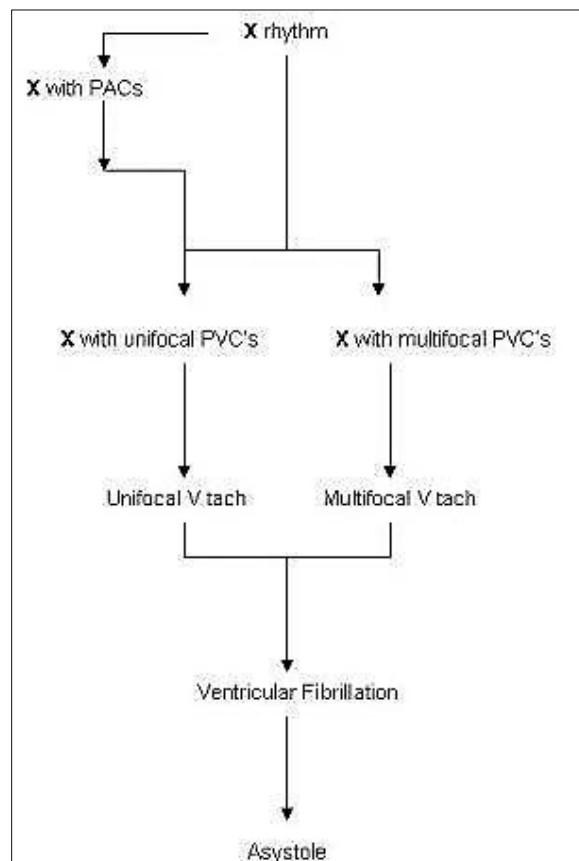 X rhythm
X with PACs
X with unifocal PVC's
X with multifocal PVC's
Unifocal V tach
Multifocal V tach
Ventricular Fibrillation
Asystole